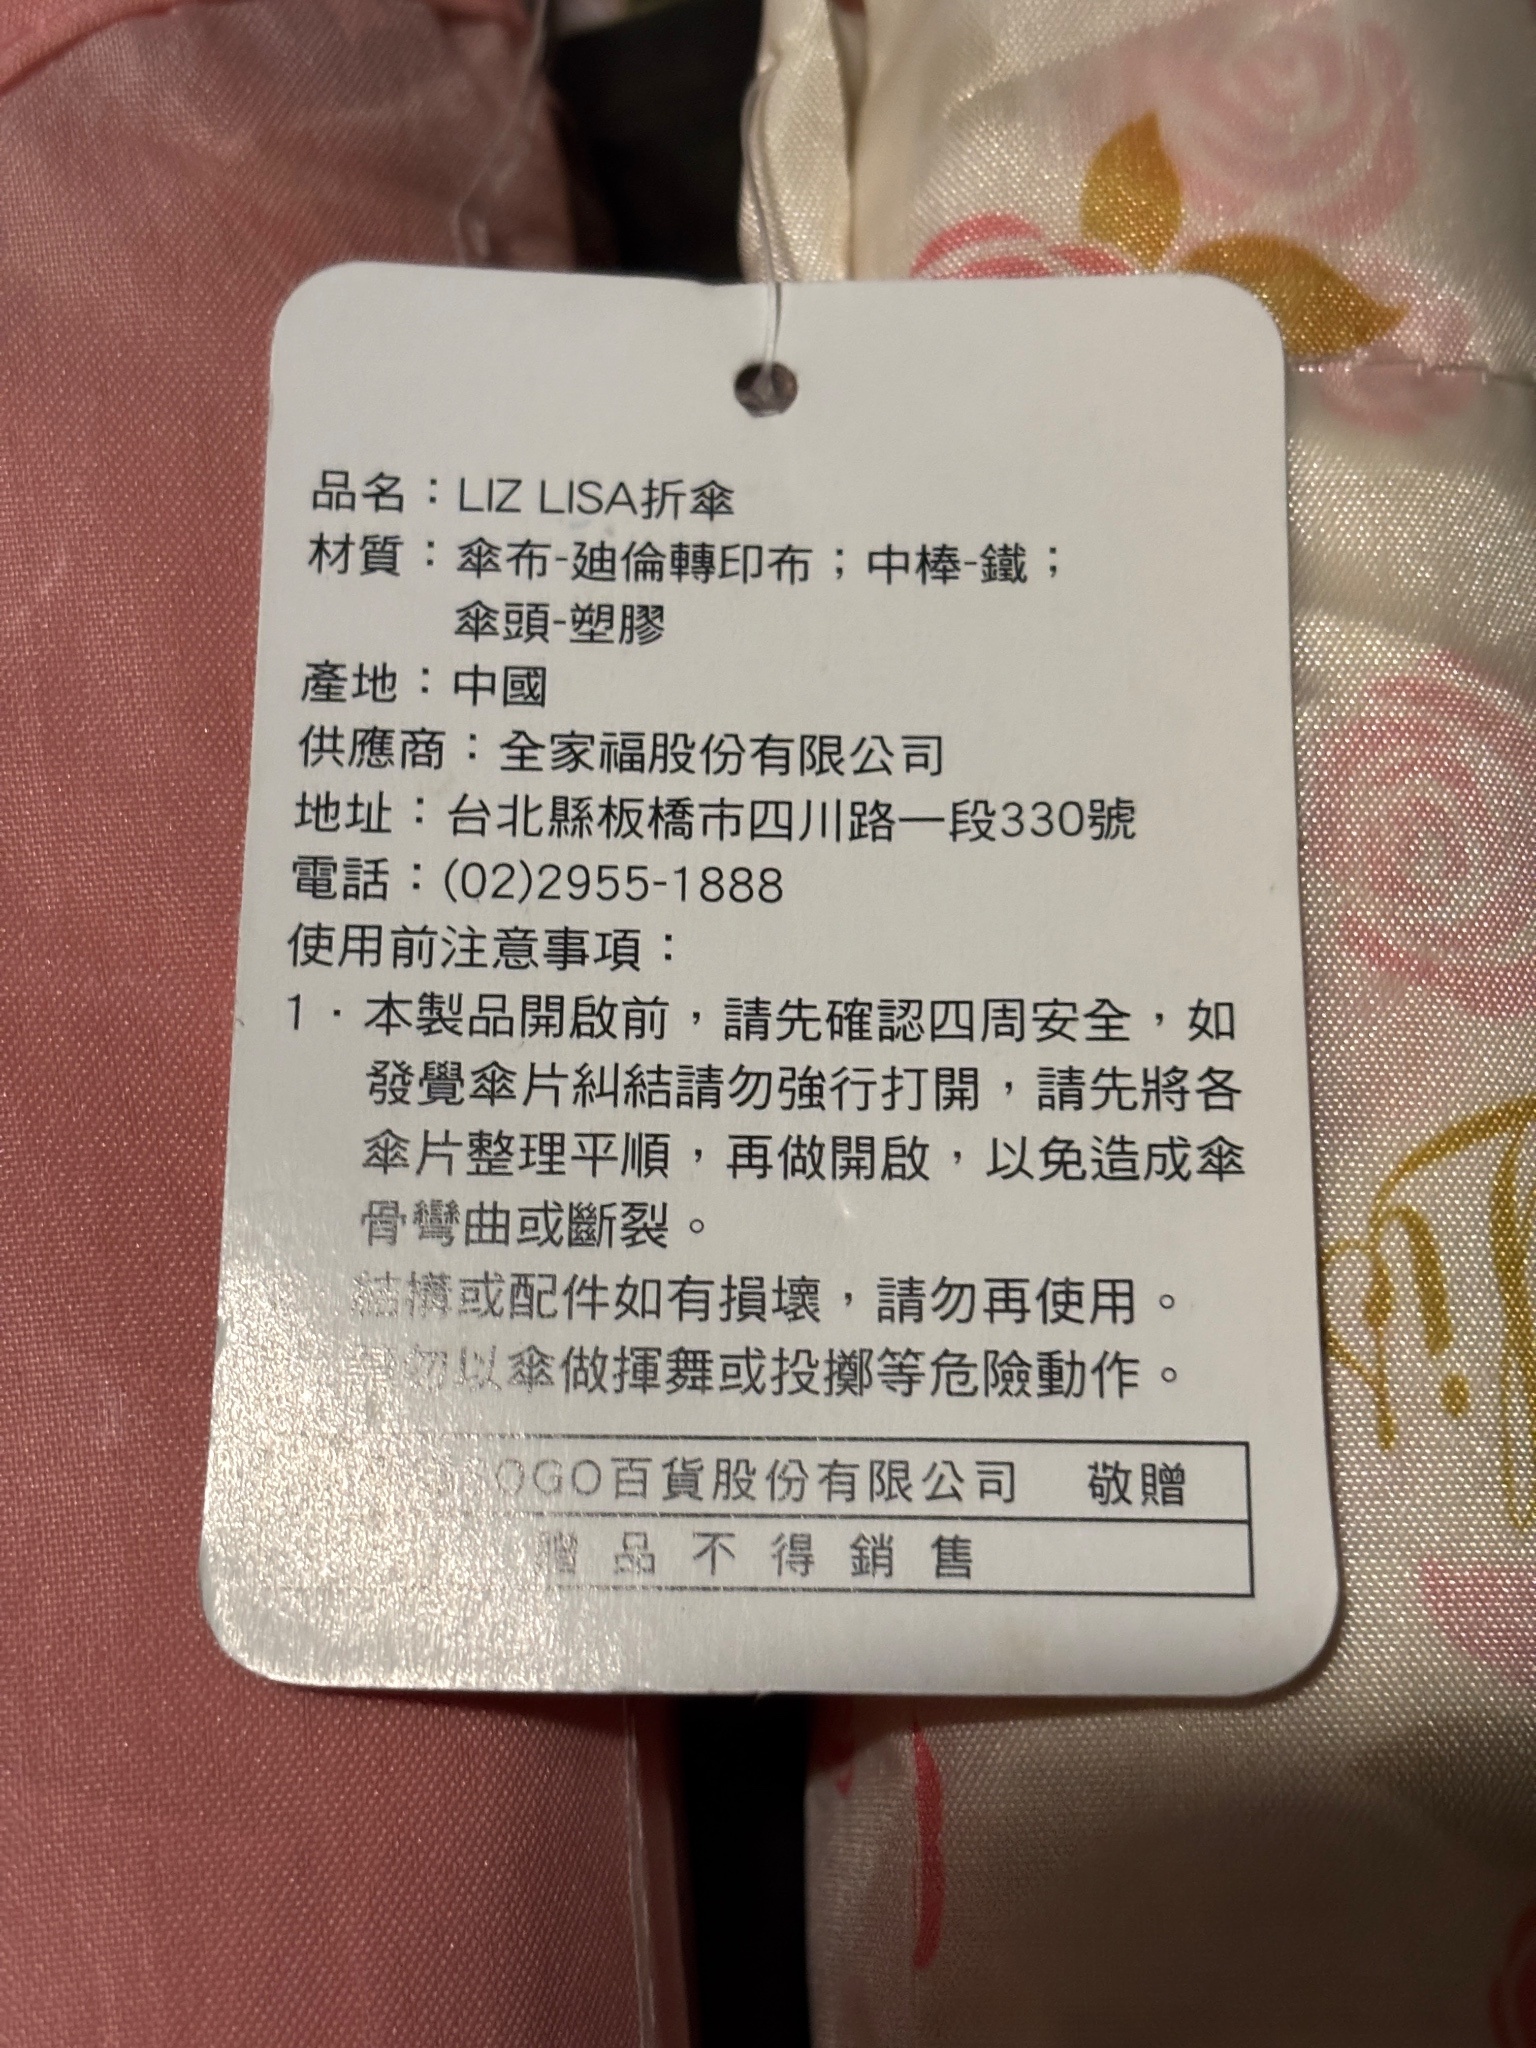 品名：LIZ LISA折傘
材質：傘布-廸倫轉印布；中棒-鐵；
傘頭-塑膠
產地：中國
供應商：全家福股份有限公司
地址：台北縣板橋市四川路一段330號
電話：(02)2955-1888
使用前注意事項：
1．本製品開啟前，請先確認四周安全，如
發覺傘片糾結請勿強行打開，請先將各
傘片整理平順，再做開啟，以免造成傘
骨彎曲或斷裂。
結構或配件如有損壞，請勿再使用。
請勿以傘做揮舞或投擲等危險動作。
OGO百貨股份有限公司 敬贈
贈品不得銷售